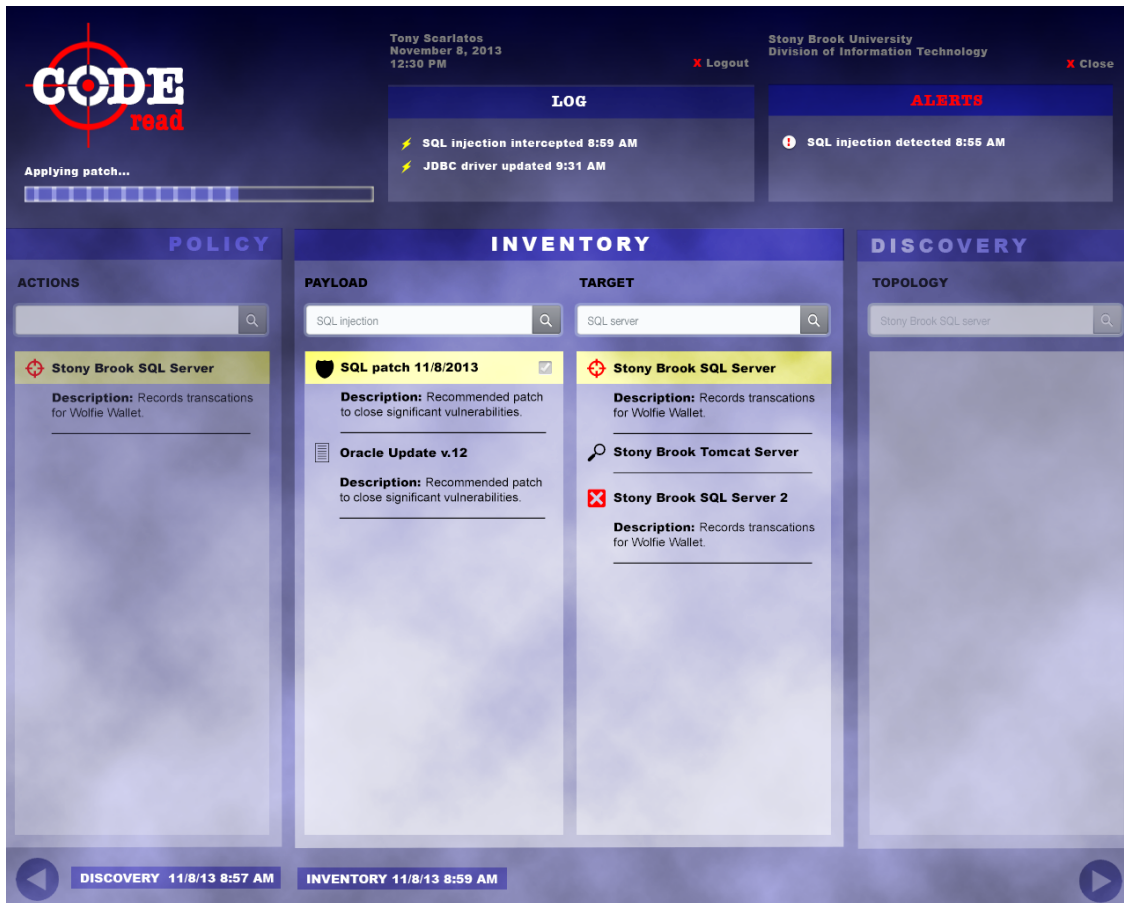 CODE
read
Applying patch...
Tony Scarlatos
November 8, 2013
12:30 PM
X Logout
Stony Brook University
Division of Information Technology
X Close
LOG
SQL injection intercepted 8:59 AM
JDBC driver updated 9:31 AM
ALERTS
SQL injection detected 8:55 AM
POLICY
ACTIONS
Stony Brook SQL Server
Description: Records transcations
for Wolfie Wallet.
INVENTORY
PAYLOAD
SQL injection
SQL patch 11/8/2013
Description: Recommended patch
to close significant vulnerabilities.
Oracle Update v.12
Description: Recommended patch
to close significant vulnerabilities.
TARGET
SQL server
Stony Brook SQL Server
Description: Records transcations
for Wolfie Wallet.
Stony Brook Tomcat Server
Stony Brook SQL Server 2
Description: Records transcations
for Wolfie Wallet.
DISCOVERY
TOPOLOGY
Stony Brook SQL server
DISCOVERY 11/8/13 8:57 AM
INVENTORY 11/8/13 8:59 AM